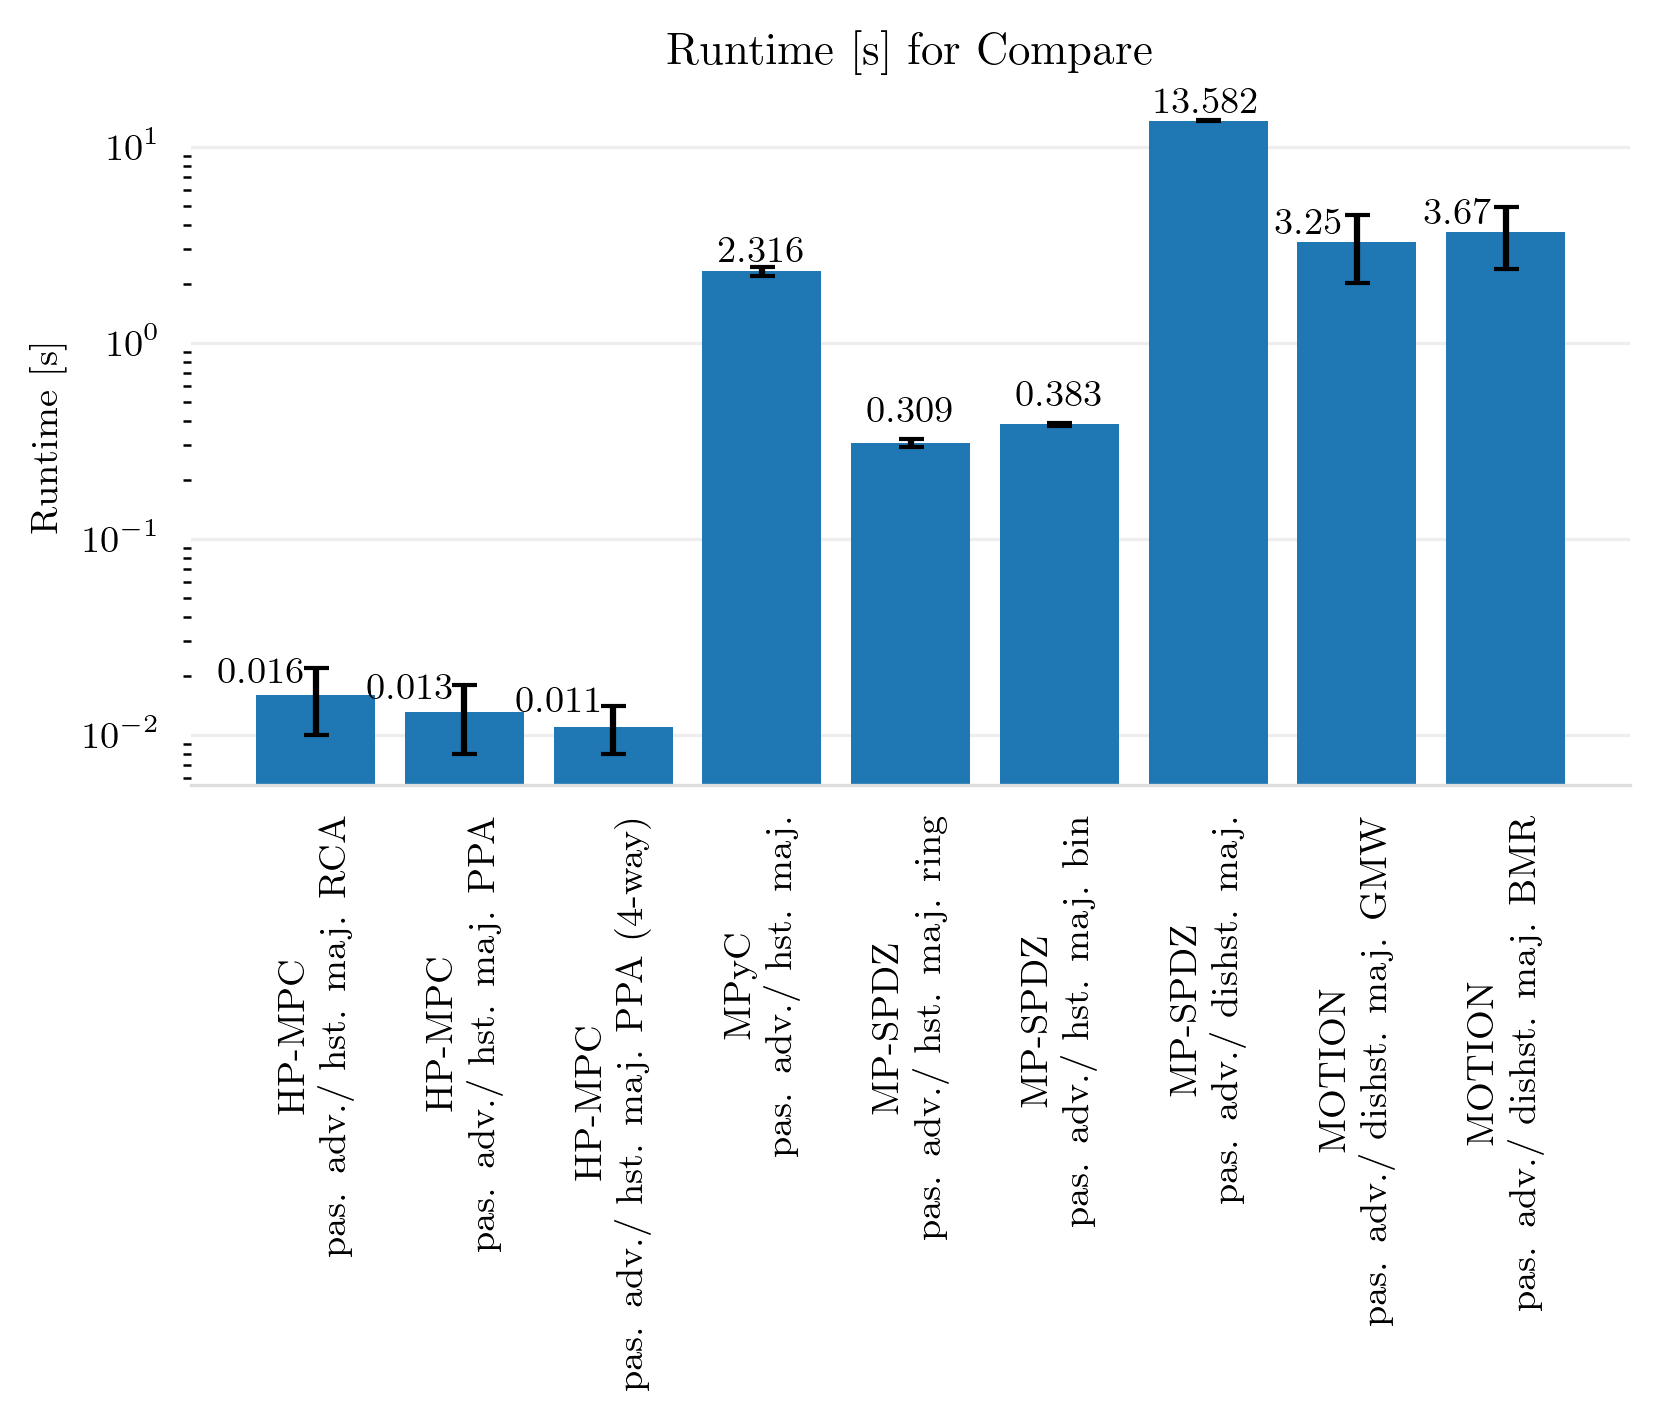 Runtime [s] for Compare
Runtime [s]
10^1
10^0
10^−1
10^−2
0.016
0.013
0.011
2.316
0.309
0.383
13.582
3.25
3.67
HP-MPC
pas. adv./ hst. maj. RCA
HP-MPC
pas. adv./ hst. maj. PPA
HP-MPC
pas. adv./ hst. maj. PPA (4-way)
MPyC
pas. adv./ hst. maj.
MP-SPDZ
pas. adv./ hst. maj. ring
MP-SPDZ
pas. adv./ hst. maj. bin
MP-SPDZ
pas. adv./ dishst. maj.
MOTION
pas. adv./ dishst. maj. GMW
MOTION
pas. adv./ dishst. maj. BMR